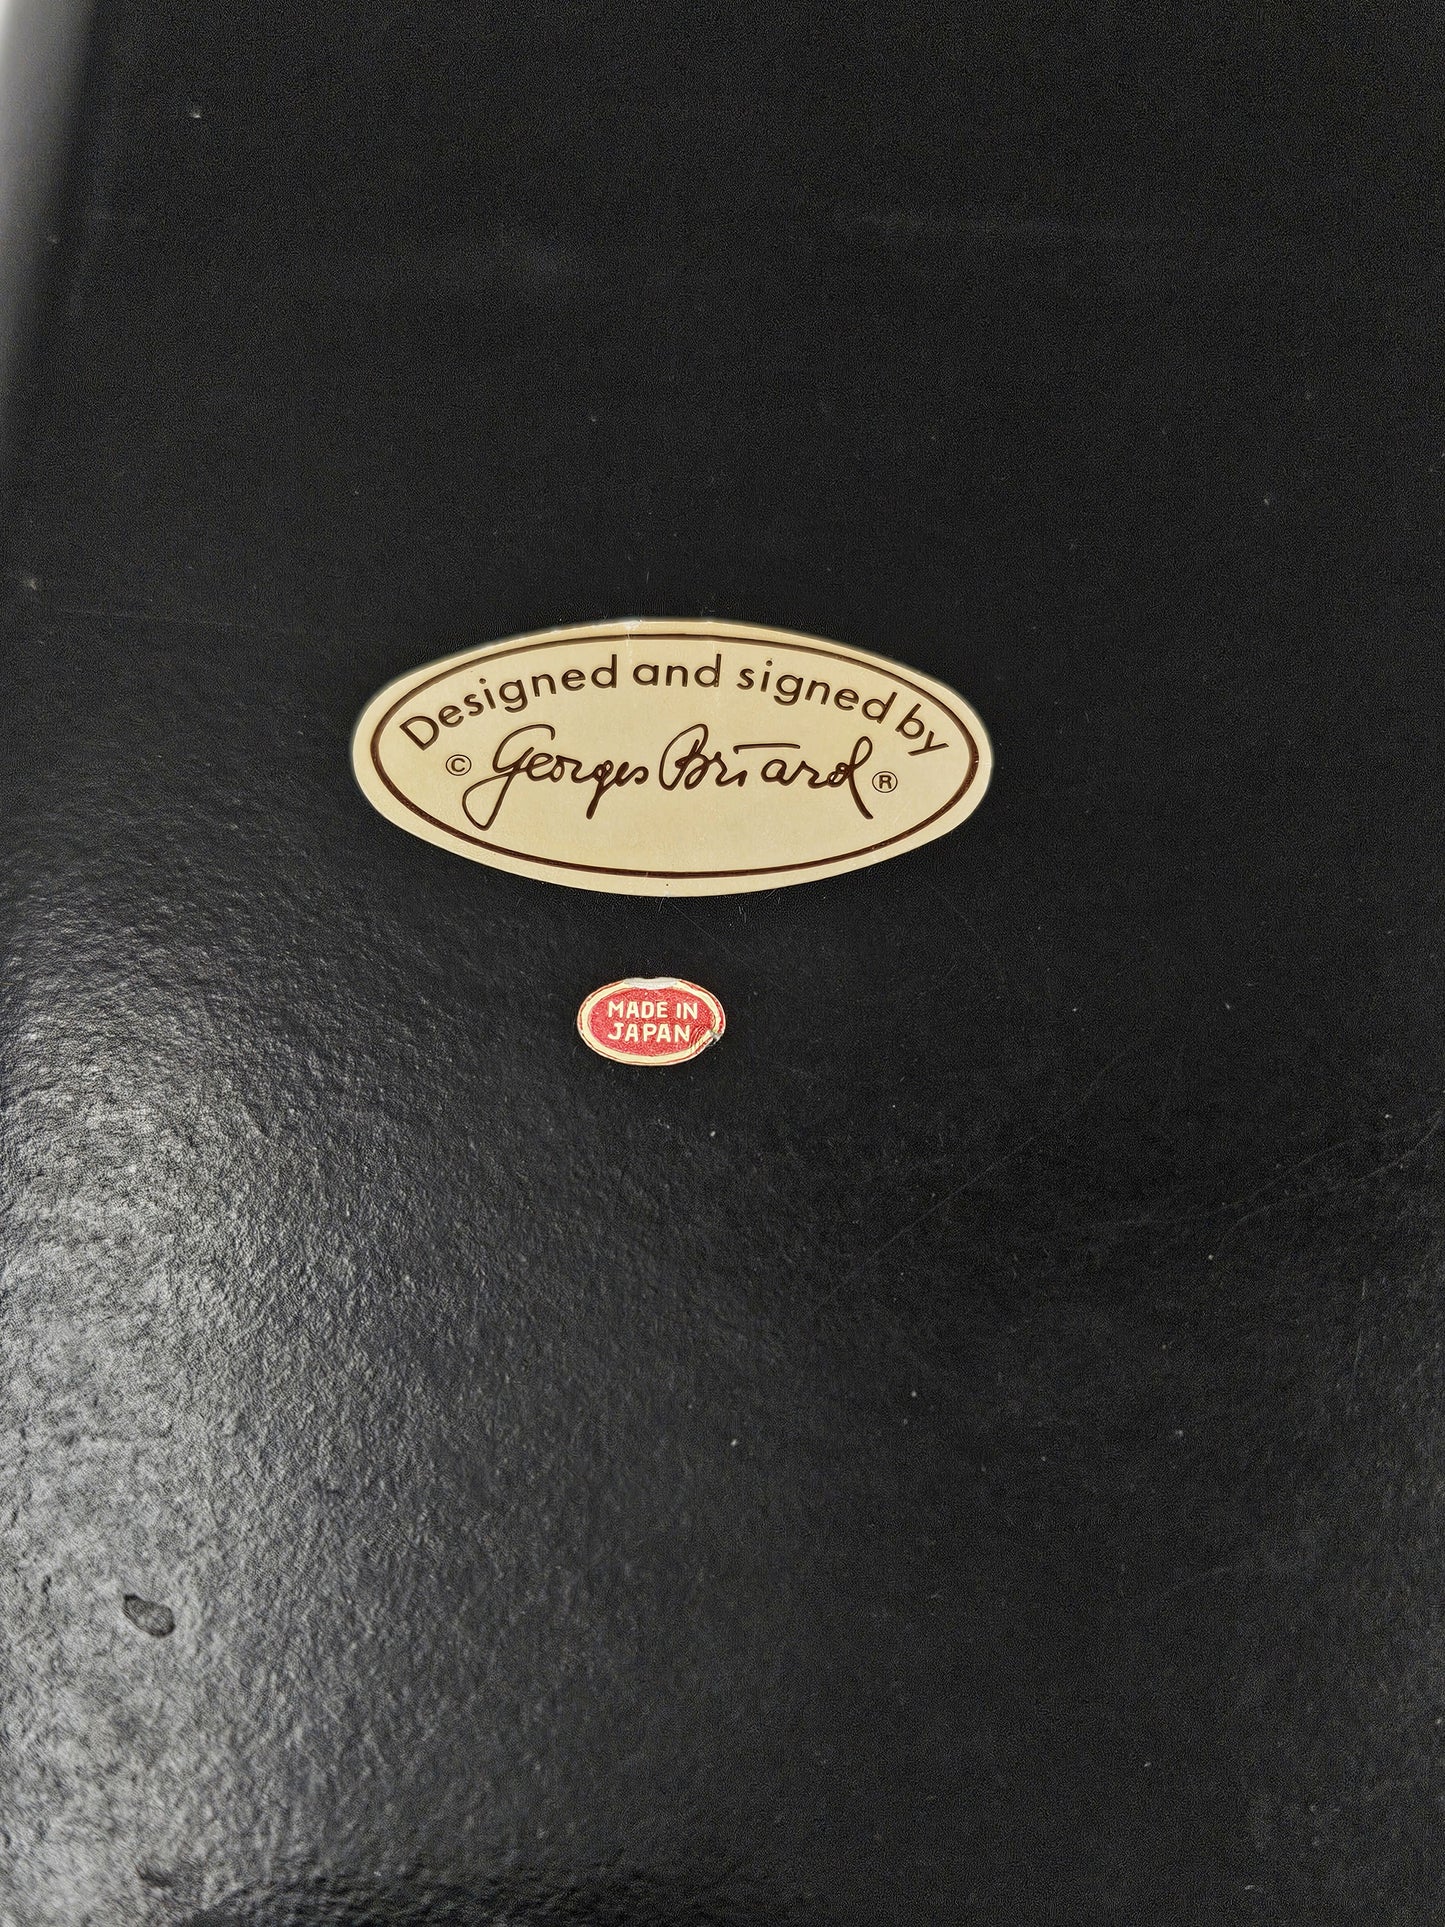 Designed and signed by
© Georges Briard ®
MADE IN
JAPAN